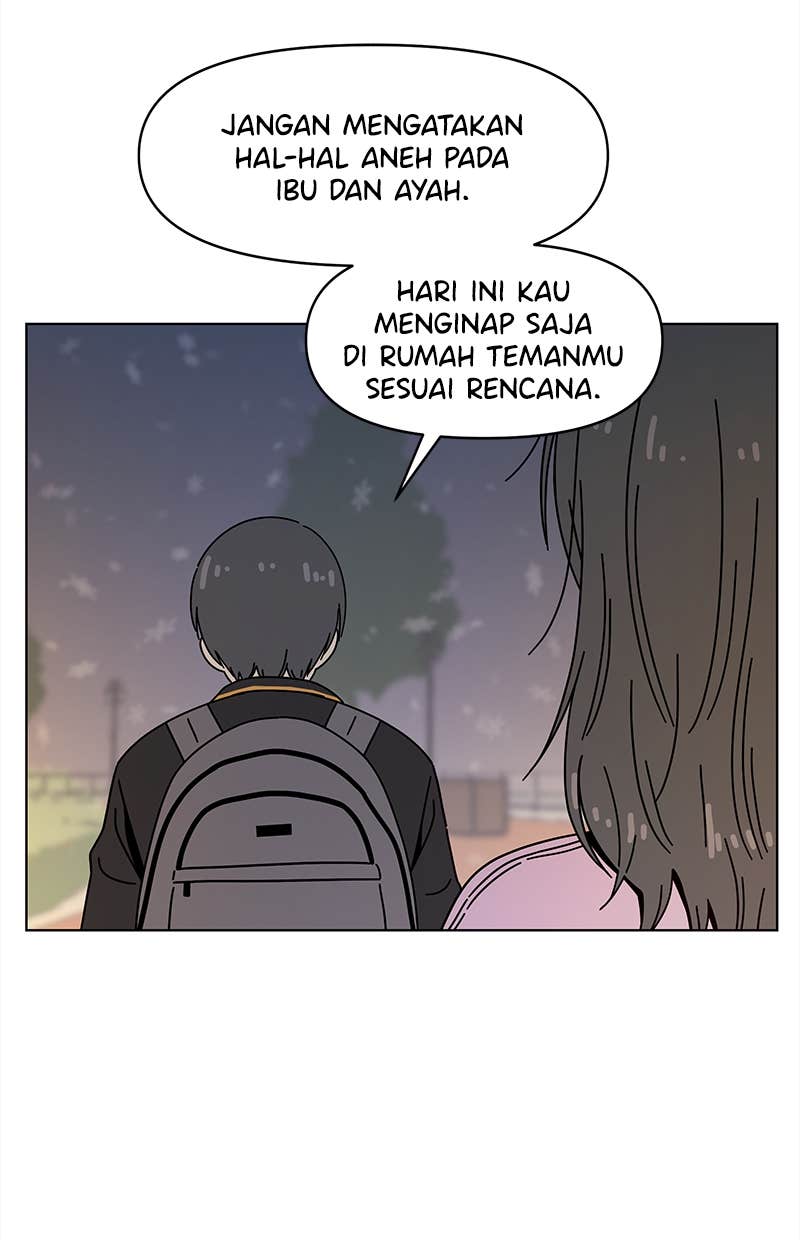 JANGAN MENGATAKAN
HAL-HAL ANEH PADA
IBU DAN AYAH.
HARI INI KAU
MENGINAP SAJA
DI RUMAH TEMANMU
SESUAI RENCANA.